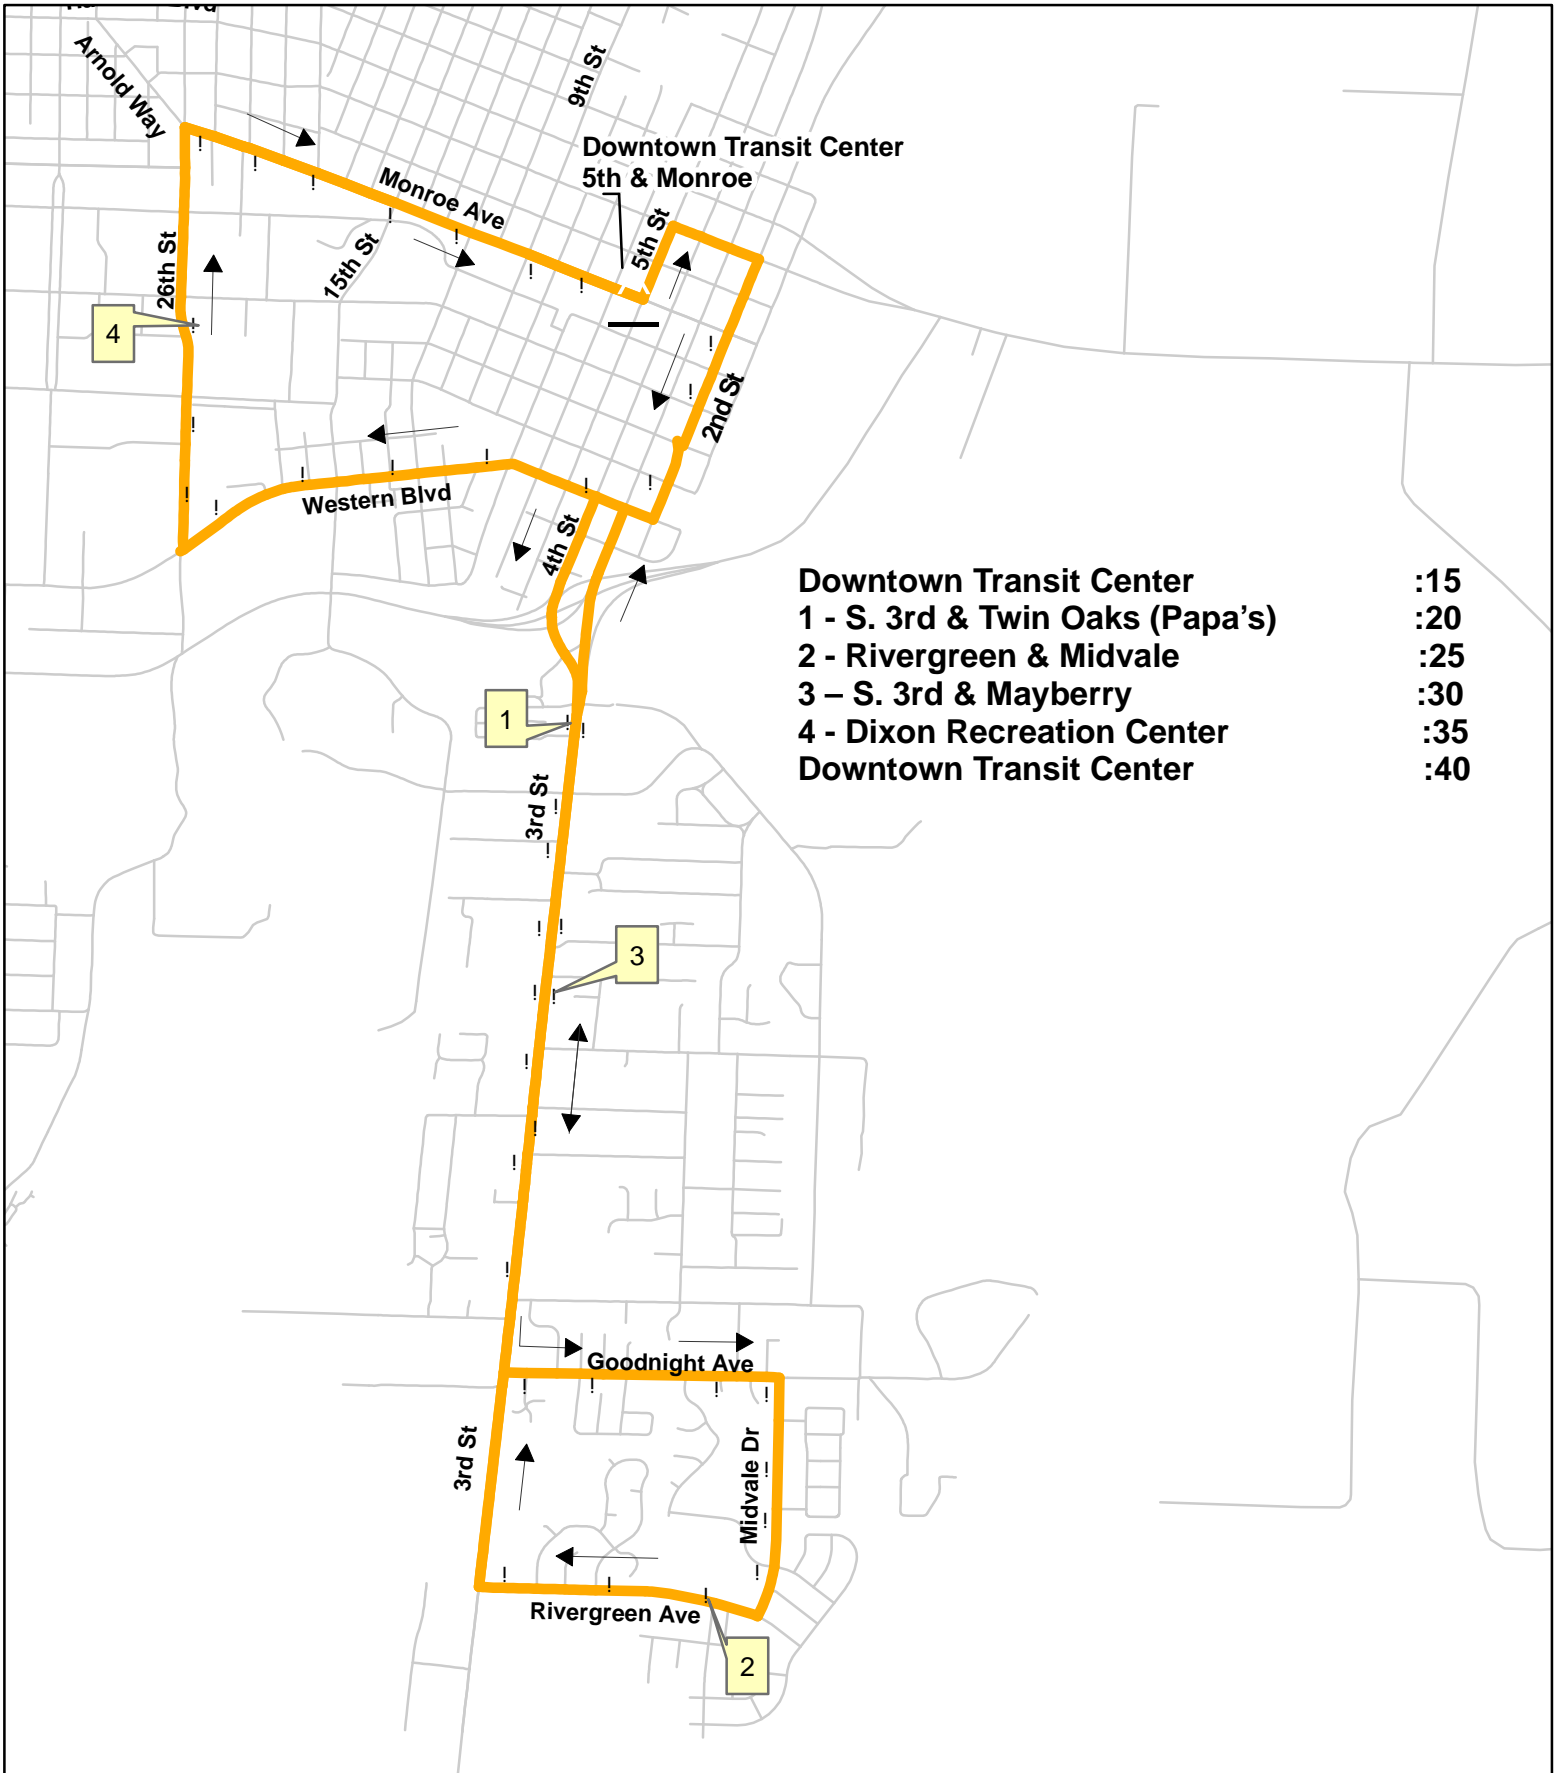 Blvd
Arnold Way
9th St
Downtown Transit Center
5th & Monroe
Monroe Ave
5th St
26th St
15th St
4
2nd St
Western Blvd
4th St
Downtown Transit Center :15
1 - S. 3rd & Twin Oaks (Papa's) :20
2 - Rivergreen & Midvale :25
3 – S. 3rd & Mayberry :30
4 - Dixon Recreation Center :35
Downtown Transit Center :40
1
3rd St
3
Goodnight Ave
3rd St
Midvale Dr
Rivergreen Ave
2